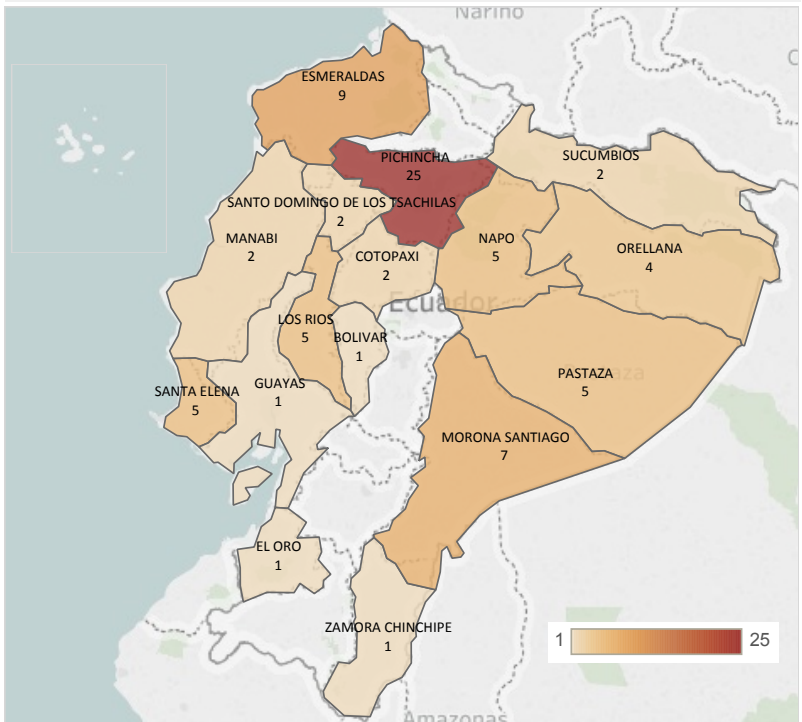 Nariño
ESMERALDAS
9
PICHINCHA
25
SUCUMBIOS
2
SANTO DOMINGO DE LOS TSACHILAS
2
MANABI
2
COTOPAXI
2
NAPO
5
ORELLANA
4
Ecuador
LOS RIOS
5
BOLIVAR
1
PASTAZA
5
SANTA ELENA
5
GUAYAS
1
MORONA SANTIAGO
7
EL ORO
1
ZAMORA CHINCHIPE
1
1 25
Amazonas